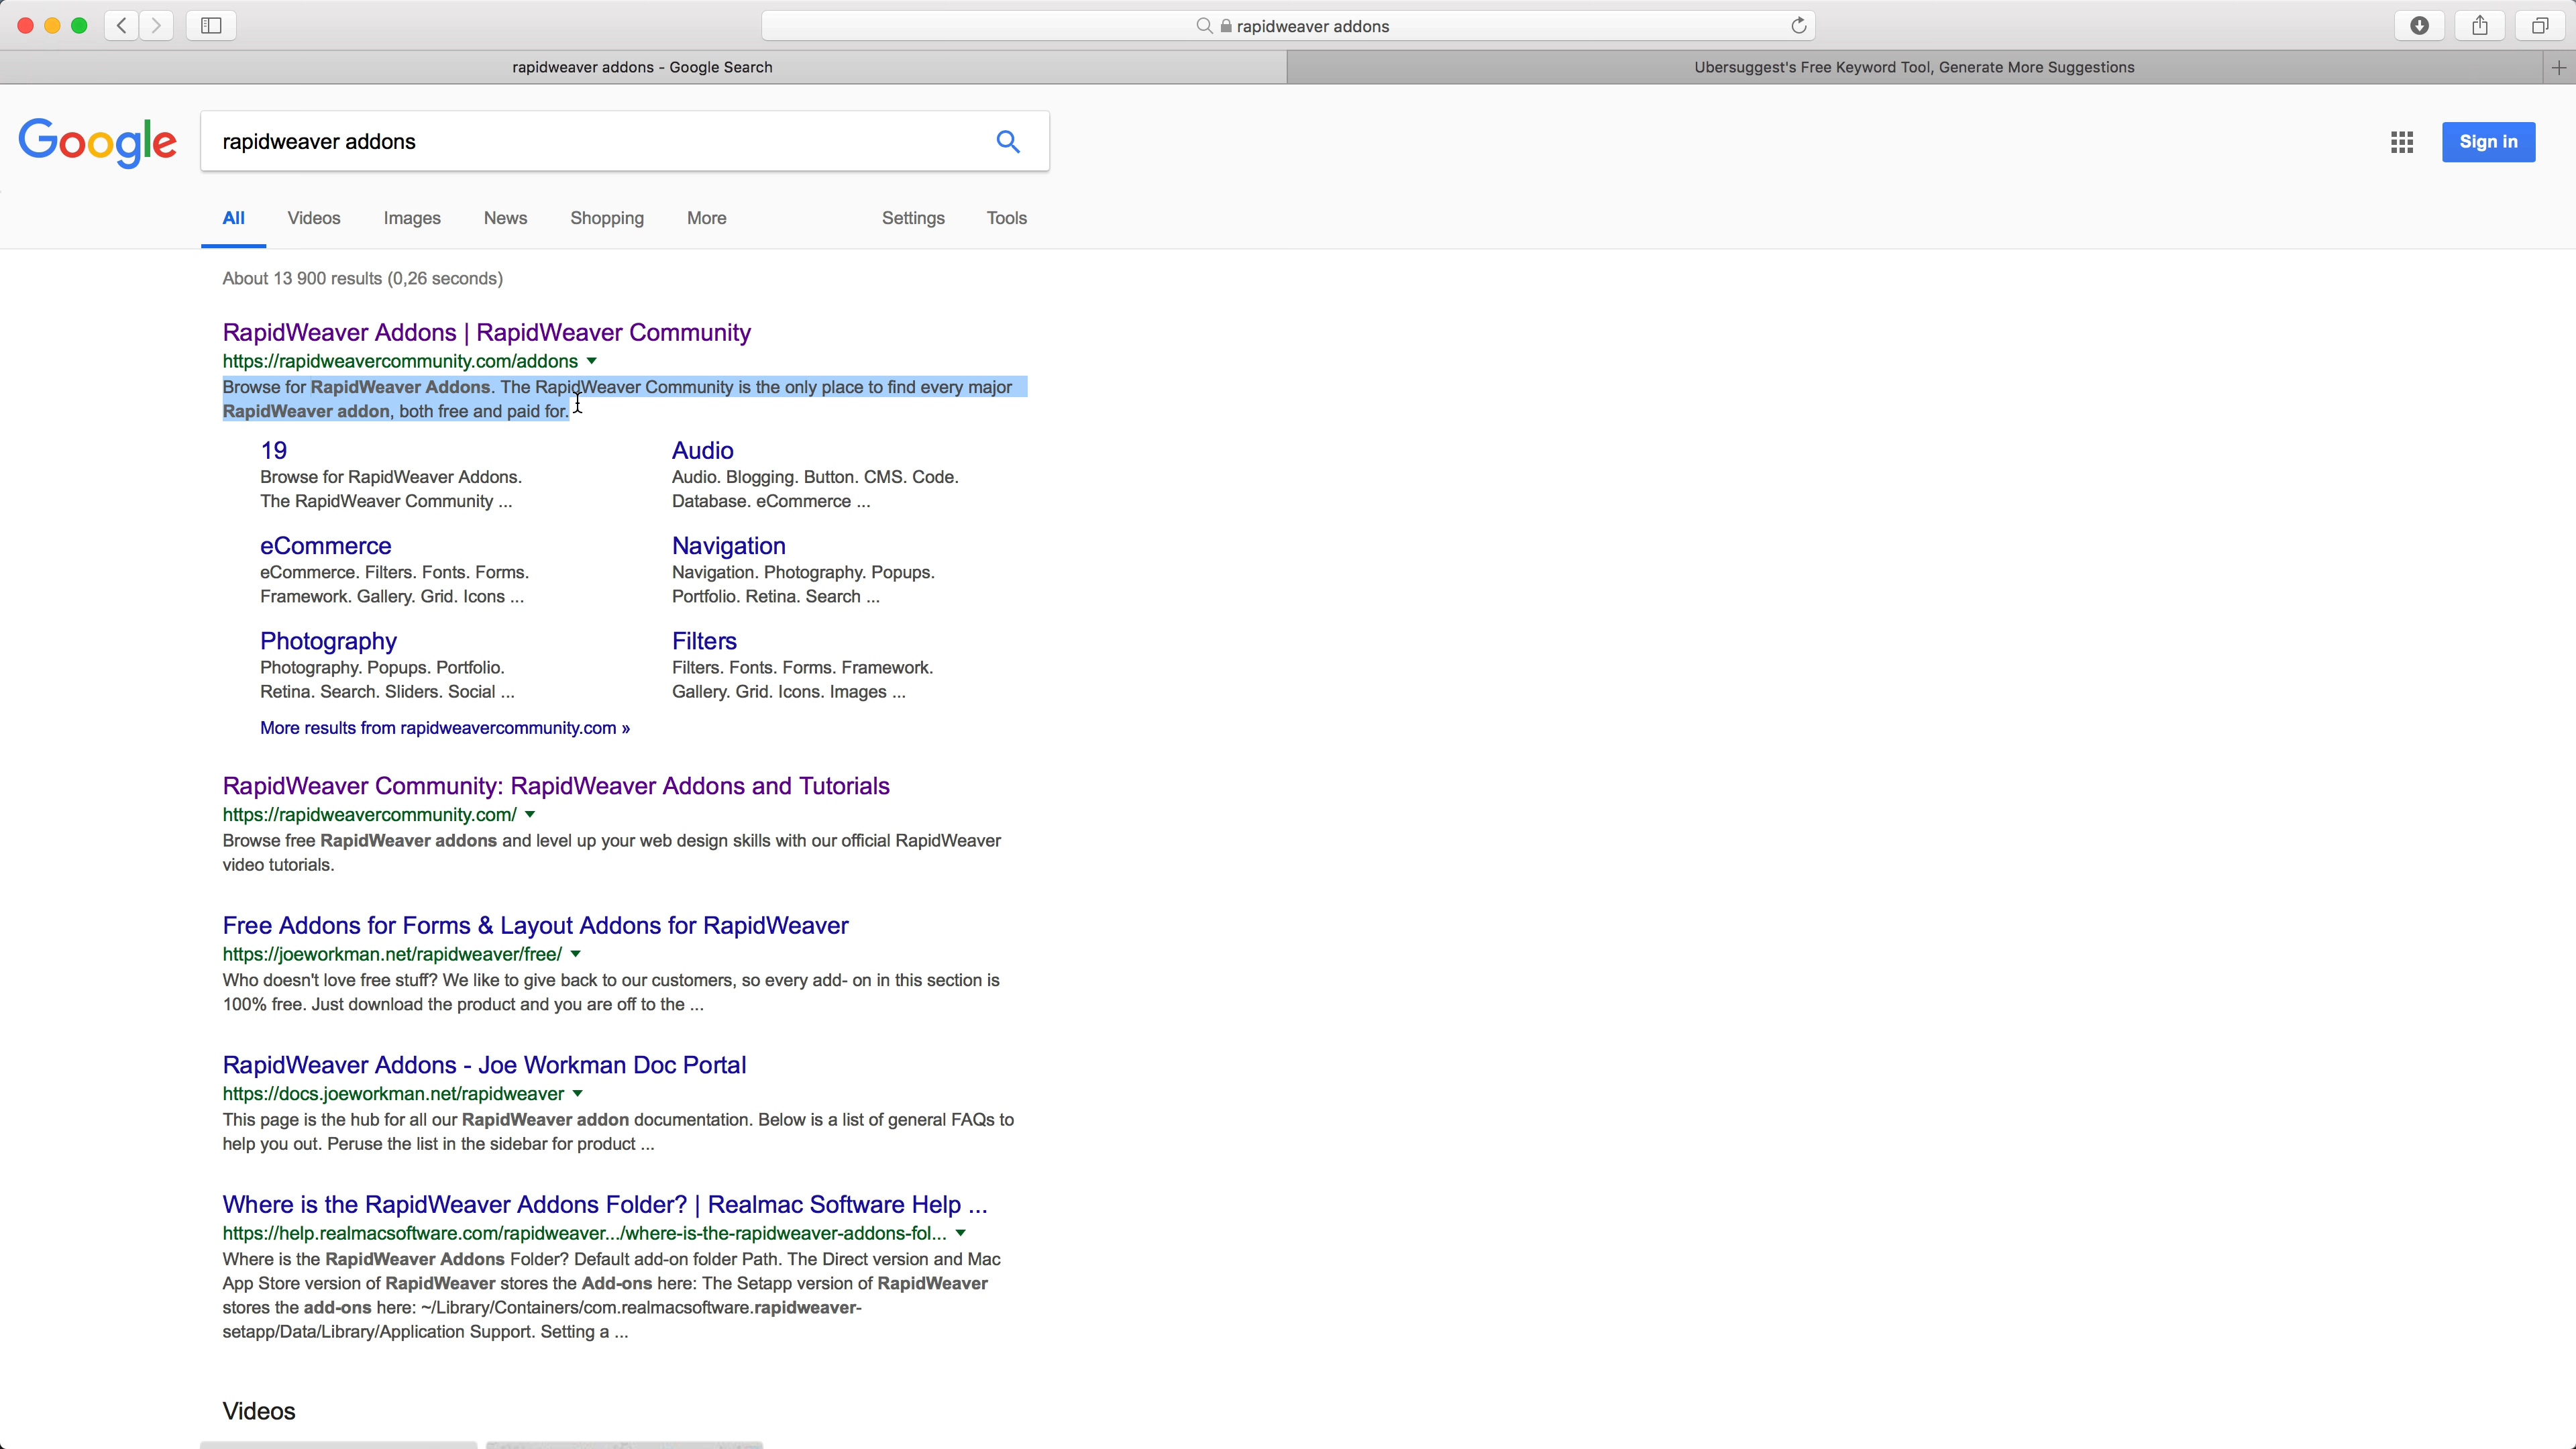 rapidweaver addons
rapidweaver addons - Google Search
Ubersuggest's Free Keyword Tool, Generate More Suggestions
Google
rapidweaver addons
Sign in
All Videos Images News Shopping More Settings Tools
About 13 900 results (0,26 seconds)
RapidWeaver Addons | RapidWeaver Community
https://rapidweavercommunity.com/addons
Browse for RapidWeaver Addons. The RapidWeaver Community is the only place to find every major
RapidWeaver addon, both free and paid for.
19
Browse for RapidWeaver Addons.
The RapidWeaver Community ...
Audio
Audio. Blogging. Button. CMS. Code.
Database. eCommerce ...
eCommerce
eCommerce. Filters. Fonts. Forms.
Framework. Gallery. Grid. Icons ...
Navigation
Navigation. Photography. Popups.
Portfolio. Retina. Search ...
Photography
Photography. Popups. Portfolio.
Retina. Search. Sliders. Social ...
Filters
Filters. Fonts. Forms. Framework.
Gallery. Grid. Icons. Images ...
More results from rapidweavercommunity.com »
RapidWeaver Community: RapidWeaver Addons and Tutorials
https://rapidweavercommunity.com/
Browse free RapidWeaver addons and level up your web design skills with our official RapidWeaver
video tutorials.
Free Addons for Forms & Layout Addons for RapidWeaver
https://joeworkman.net/rapidweaver/free/
Who doesn't love free stuff? We like to give back to our customers, so every add- on in this section is
100% free. Just download the product and you are off to the ...
RapidWeaver Addons - Joe Workman Doc Portal
https://docs.joeworkman.net/rapidweaver
This page is the hub for all our RapidWeaver addon documentation. Below is a list of general FAQs to
help you out. Peruse the list in the sidebar for product ...
Where is the RapidWeaver Addons Folder? | Realmac Software Help ...
https://help.realmacsoftware.com/rapidweaver.../where-is-the-rapidweaver-addons-fol...
Where is the RapidWeaver Addons Folder? Default add-on folder Path. The Direct version and Mac
App Store version of RapidWeaver stores the Add-ons here: The Setapp version of RapidWeaver
stores the add-ons here: ~/Library/Containers/com.realmacsoftware.rapidweaver-
setapp/Data/Library/Application Support. Setting a ...
Videos